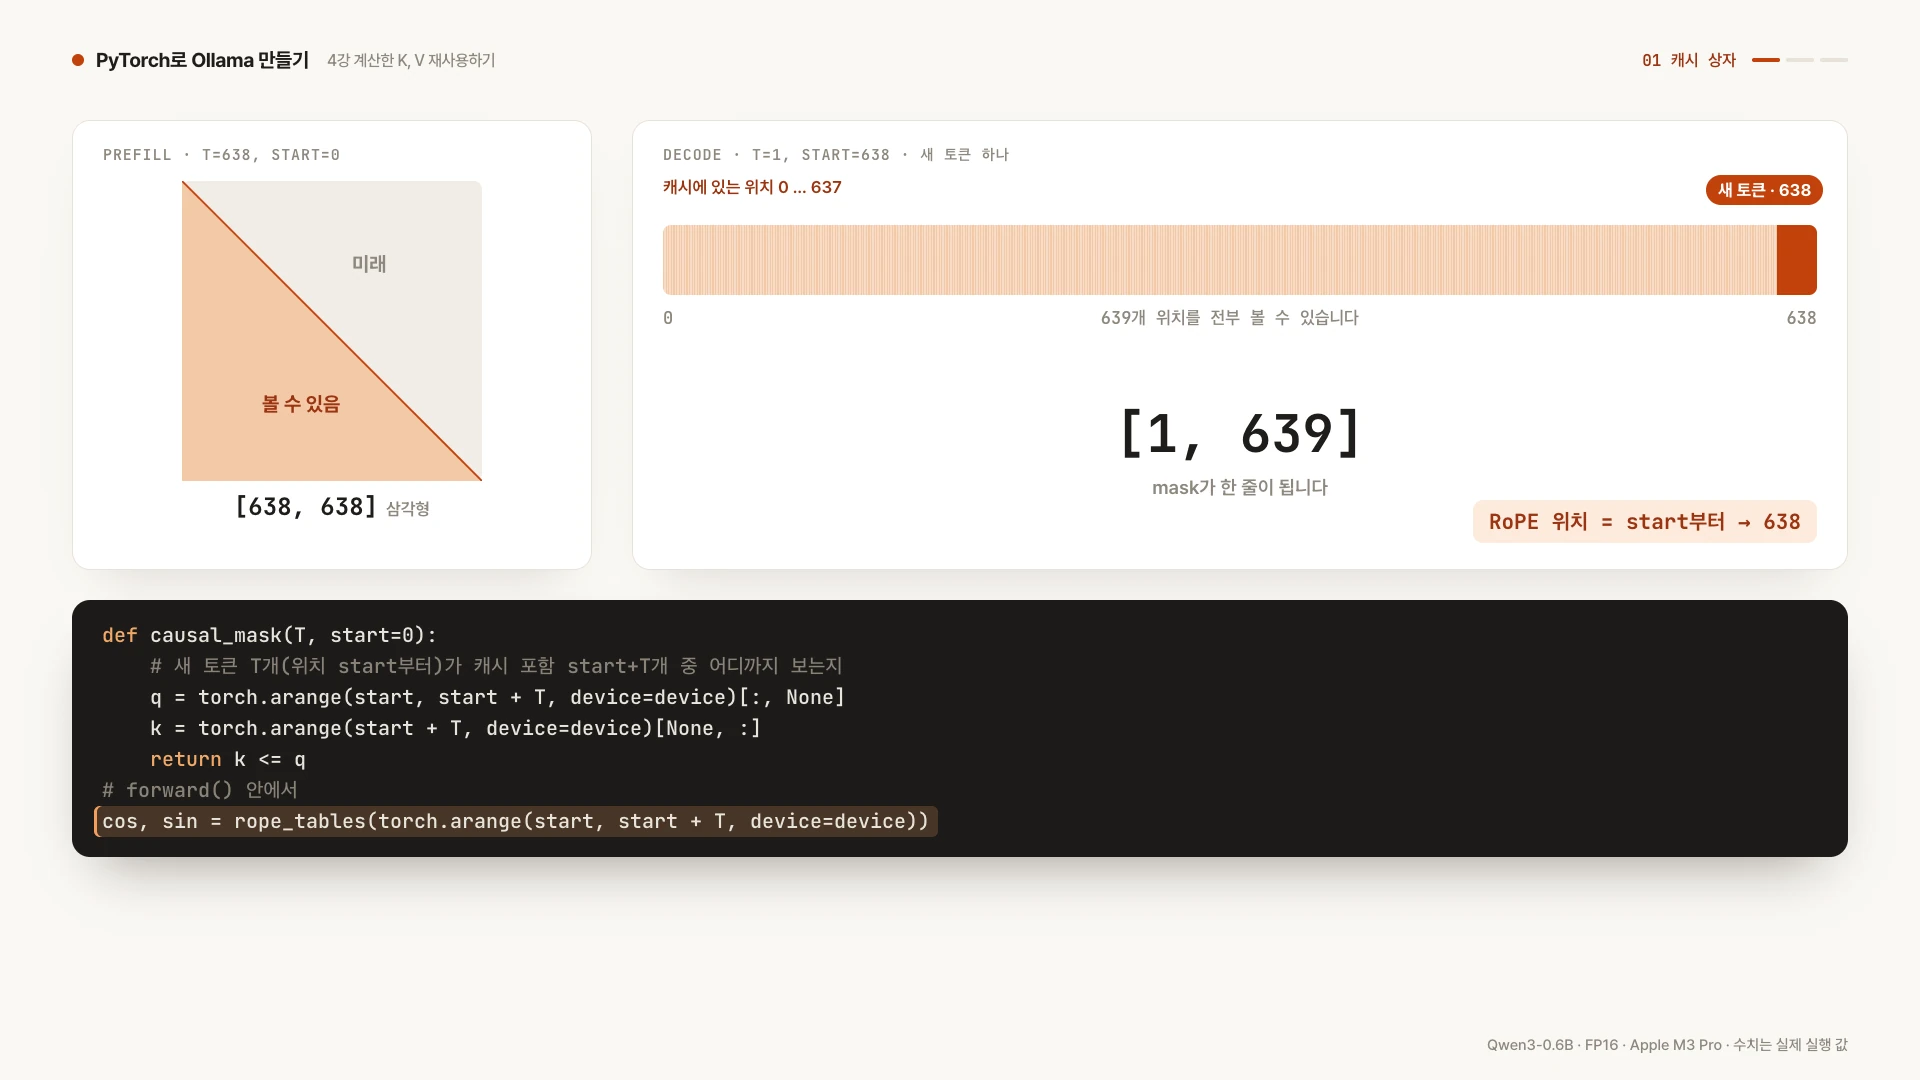 PyTorch로 Ollama 만들기
4강 계산한 K, V 재사용하기
01 캐시 상자
PREFILL · T=638, START=0
미래
볼 수 있음
[638, 638] 삼각형
DECODE · T=1, START=638 · 새 토큰 하나
캐시에 있는 위치 0 … 637
새 토큰 · 638
0
639개 위치를 전부 볼 수 있습니다
638
[1, 639]
mask가 한 줄이 됩니다
RoPE 위치 = start부터 → 638
def causal_mask(T, start=0):
# 새 토큰 T개(위치 start부터)가 캐시 포함 start+T개 중 어디까지 보는지
q = torch.arange(start, start + T, device=device)[:, None]
k = torch.arange(start + T, device=device)[None, :]
return k <= q
# forward() 안에서
cos, sin = rope_tables(torch.arange(start, start + T, device=device))
Qwen3-0.6B · FP16 · Apple M3 Pro · 수치는 실제 실행 값